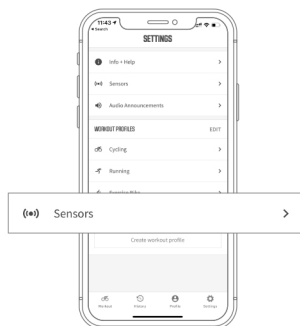 11:43
Search
SETTINGS
Info + Help
Sensors
Audio Announcements
WORKOUT PROFILES EDIT
Cycling
Running
Sensors
Create workout profile
Workout History Profile Settings